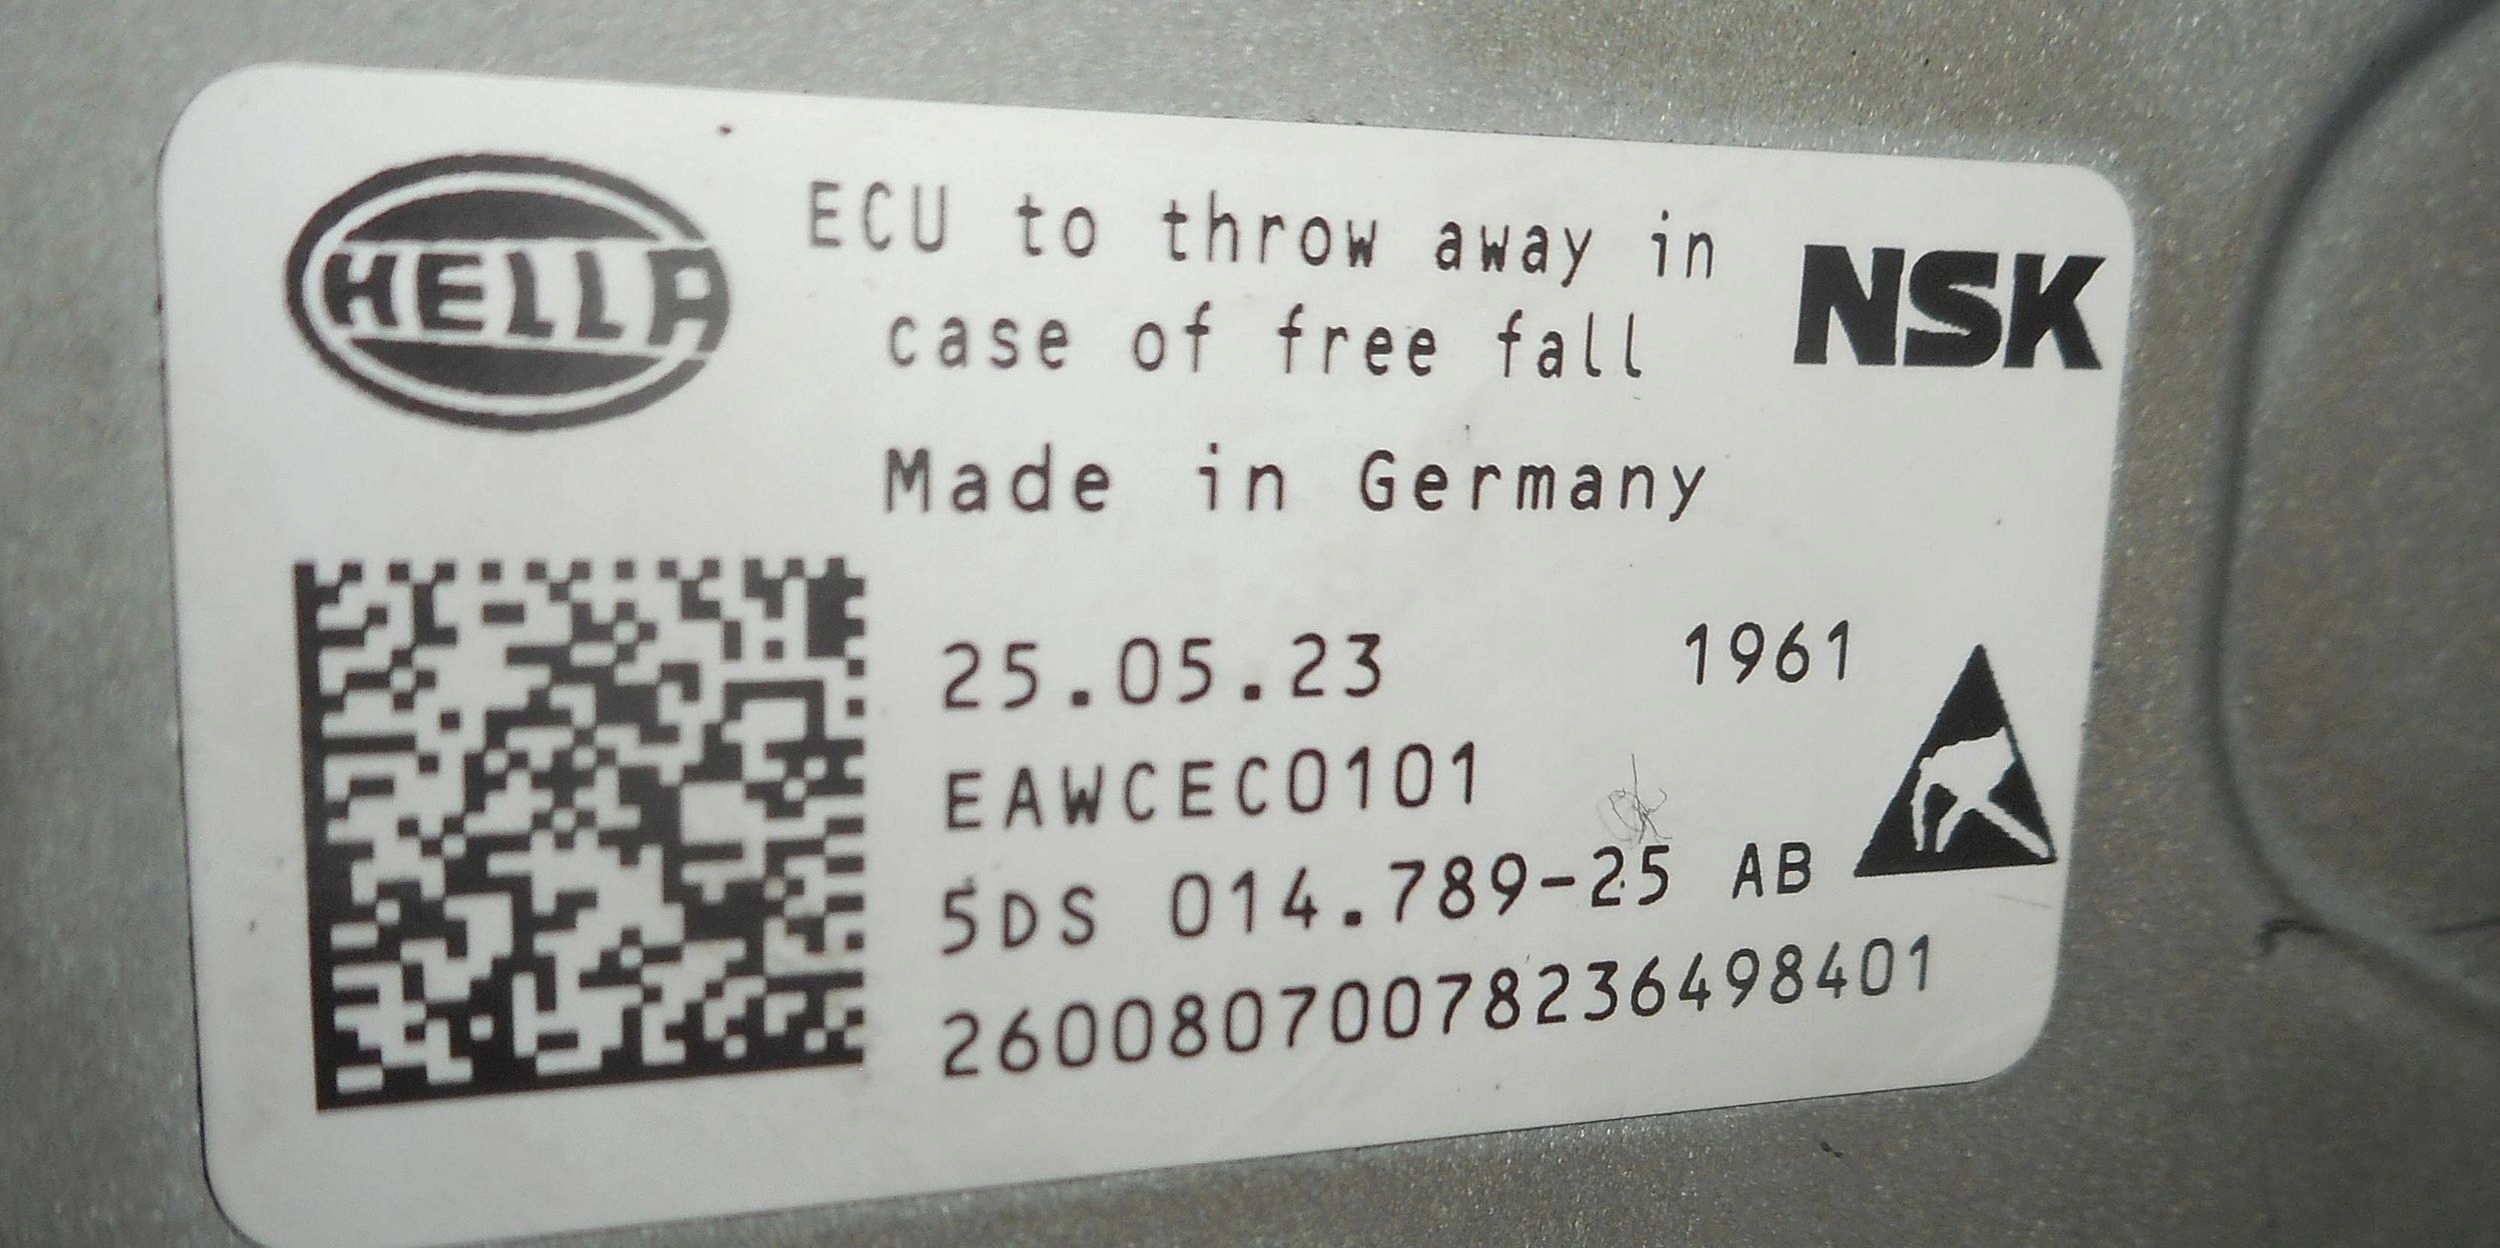 HELLA
ECU to throw away in
case of free fall
NSK
Made in Germany
25.05.23 1961
EAWCEC0101
5DS 014.789-25 AB
26008070078236498401